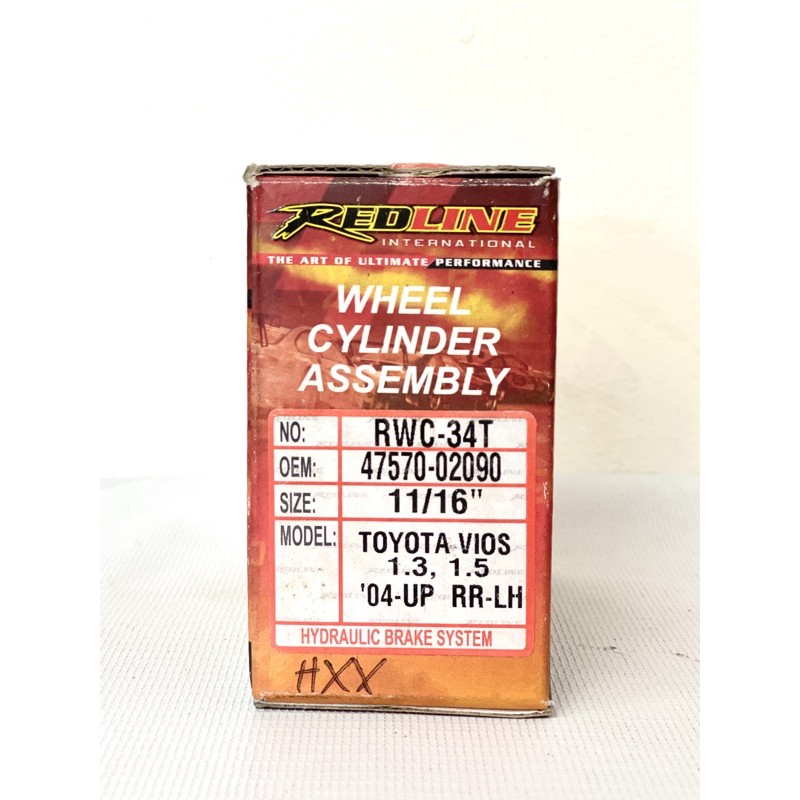 REDLINE
INTERNATIONAL
THE ART OF ULTIMATE PERFORMANCE
WHEEL
CYLINDER
ASSEMBLY
NO: RWC-34T
OEM: 47570-02090
SIZE: 11/16"
MODEL: TOYOTA VIOS
1.3, 1.5
'04-UP RR-LH
HYDRAULIC BRAKE SYSTEM
HXX